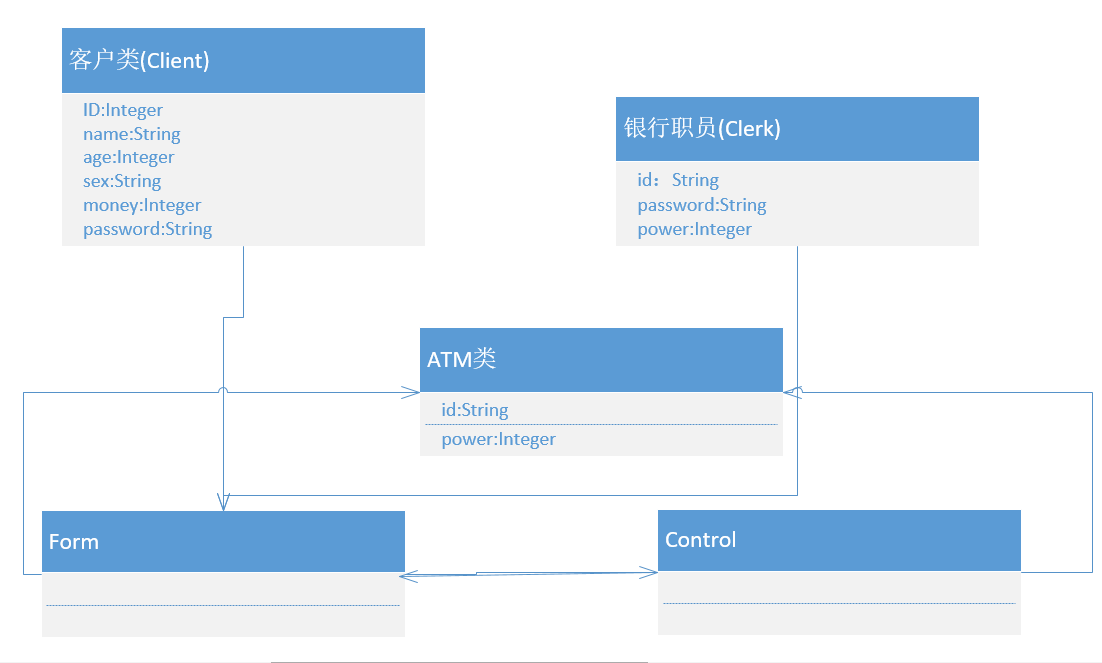 客户类(Client)
ID:Integer
name:String
age:Integer
sex:String
money:Integer
password:String
银行职员(Clerk)
id：String
password:String
power:Integer
ATM类
id:String
power:Integer
Form
Control